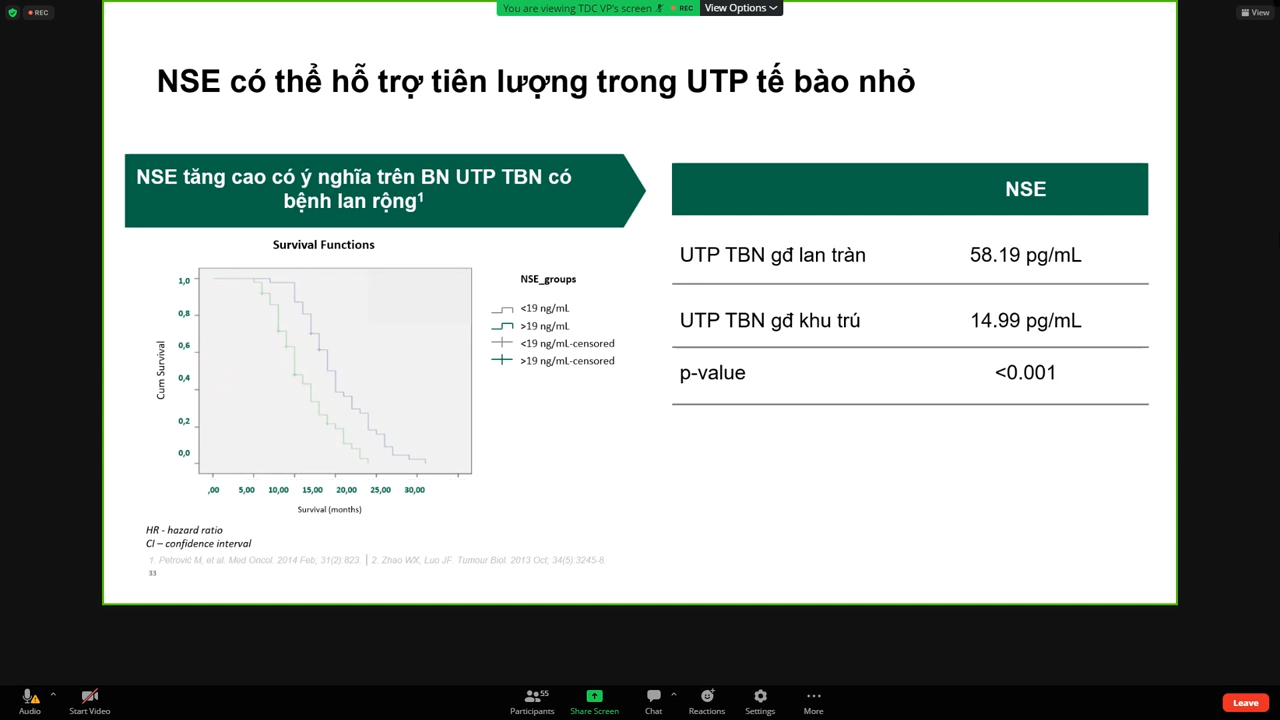 REC
You are viewing TDC VP's screen
REC
View Options
View
NSE có thể hỗ trợ tiên lượng trong UTP tế bào nhỏ
NSE tăng cao có ý nghĩa trên BN UTP TBN có
bệnh lan rộng1
Survival Functions
Cum Survival
1,0
0,8
0,6
0,4
0,2
0,0
,00 5,00 10,00 15,00 20,00 25,00 30,00
Survival (months)
NSE_groups
<19 ng/mL
>19 ng/mL
<19 ng/mL-censored
>19 ng/mL-censored
NSE
UTP TBN gđ lan tràn 58.19 pg/mL
UTP TBN gđ khu trú 14.99 pg/mL
p-value <0.001
HR - hazard ratio
CI – confidence interval
1. Petrović M, et al. Med Oncol. 2014 Feb; 31(2):823. | 2. Zhao WX, Luo JF. Tumour Biol. 2013 Oct; 34(5):3245-8.
33
Audio
Start Video
55
Participants
Share Screen
Chat
Reactions
Settings
More
Leave